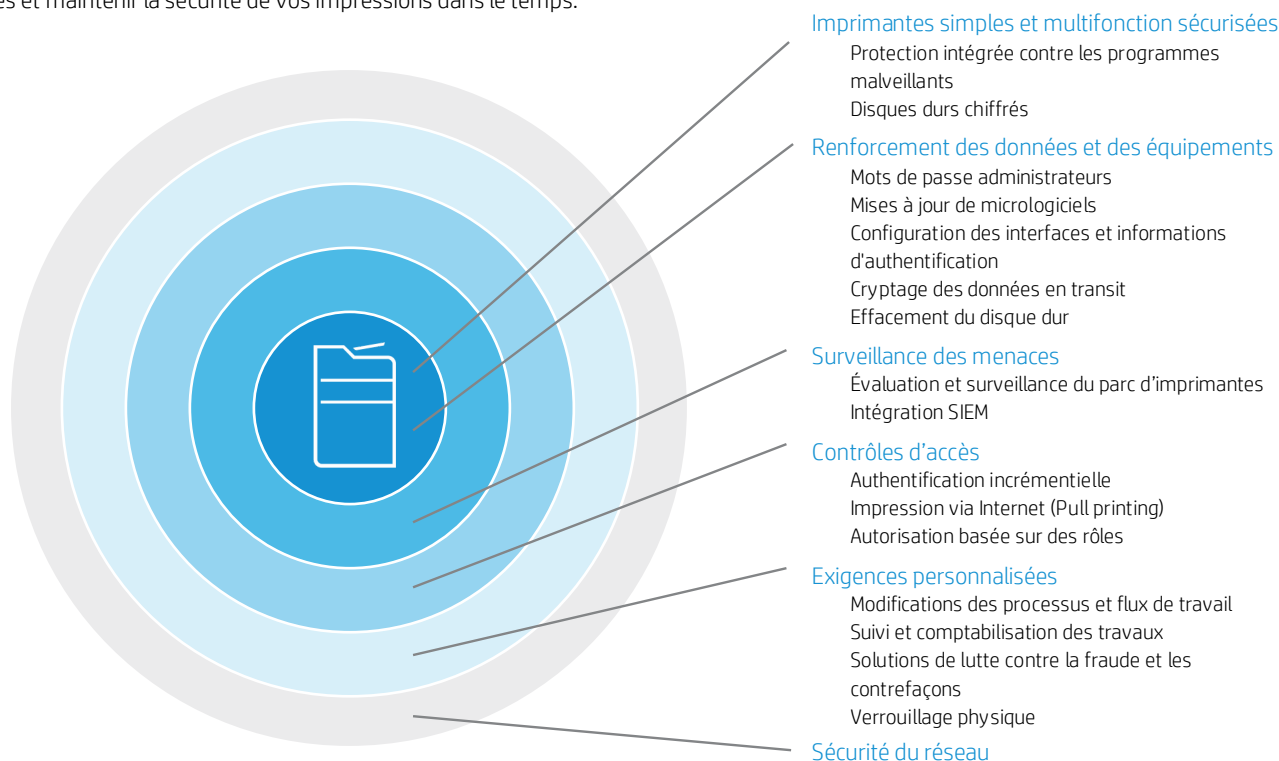 es et maintenir la sécurité de vos impressions dans le temps.
Imprimantes simples et multifonction sécurisées
Protection intégrée contre les programmes
malveillants
Disques durs chiffrés
Renforcement des données et des équipements
Mots de passe administrateurs
Mises à jour de micrologiciels
Configuration des interfaces et informations
d'authentification
Cryptage des données en transit
Effacement du disque dur
Surveillance des menaces
Évaluation et surveillance du parc d’imprimantes
Intégration SIEM
Contrôles d’accès
Authentification incrémentielle
Impression via Internet (Pull printing)
Autorisation basée sur des rôles
Exigences personnalisées
Modifications des processus et flux de travail
Suivi et comptabilisation des travaux
Solutions de lutte contre la fraude et les
contrefaçons
Verrouillage physique
Sécurité du réseau